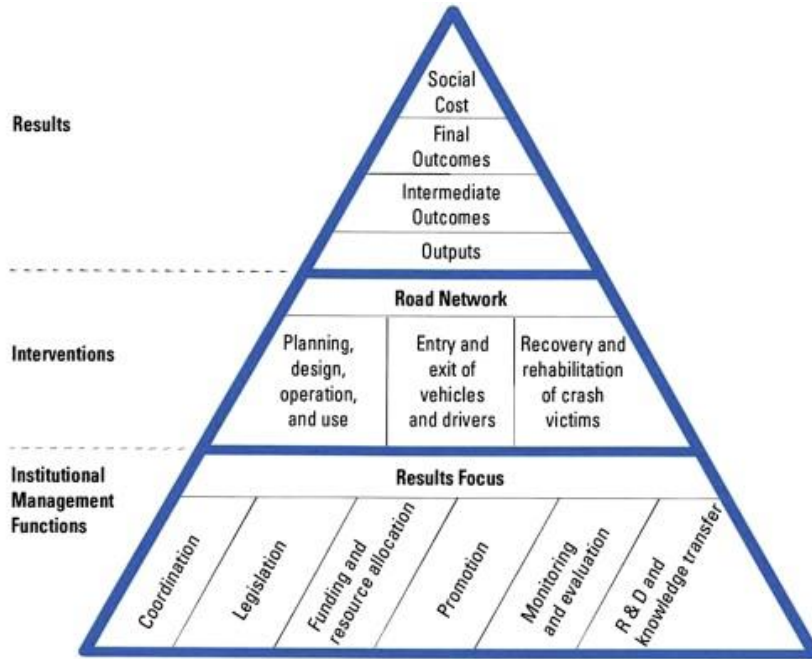 Social
Cost
Results
Final
Outcomes
Intermediate
Outcomes
Outputs
Road Network
Interventions
Planning,
design,
operation,
and use
Entry and
exit of
vehicles
and drivers
Recovery and
rehabilitation
of crash
victims
Institutional
Management
Functions
Results Focus
Coordination
Legislation
Funding and
resource allocation
Promotion
Monitoring
and evaluation
R & D and
knowledge transfer